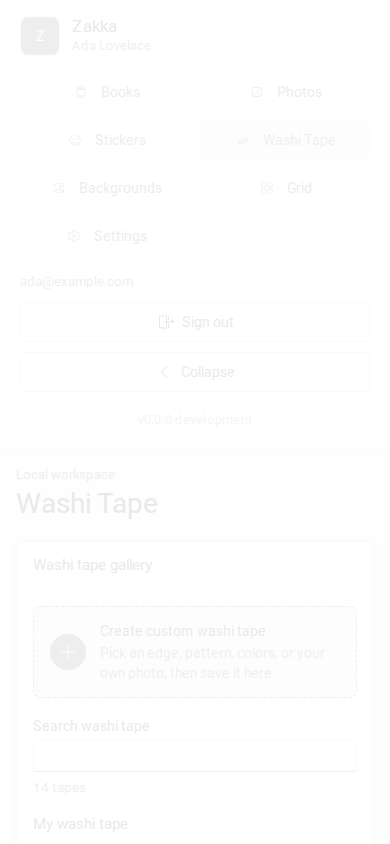 Z
Zakka
Ada Lovelace
Books
Photos
Stickers
Washi Tape
Backgrounds
Grid
Settings
ada@example.com
Sign out
Collapse
v0.0.0-development
Local workspace
Washi Tape
Washi tape gallery
Create custom washi tape
Pick an edge, pattern, colors, or your
own photo, then save it here.
Search washi tape
14 tapes
My washi tape